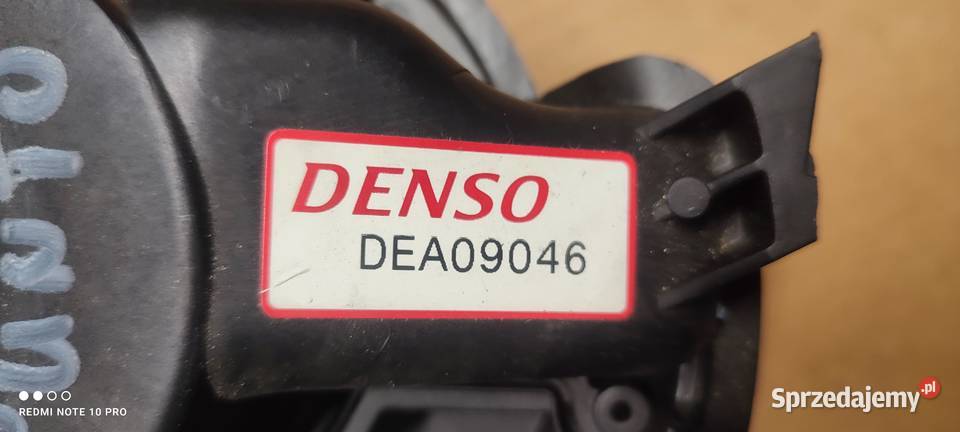 DENSO
DEA09046
REDMI NOTE 10 PRO
Sprzedajemy.pl